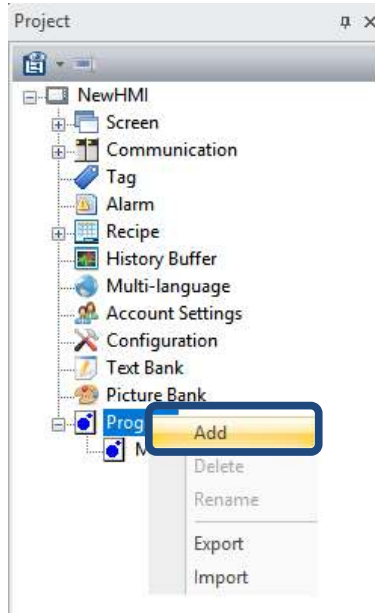 Project
NewHMI
Screen
Communication
Tag
Alarm
Recipe
History Buffer
Multi-language
Account Settings
Configuration
Text Bank
Picture Bank
Prog
M
Add
Delete
Rename
Export
Import